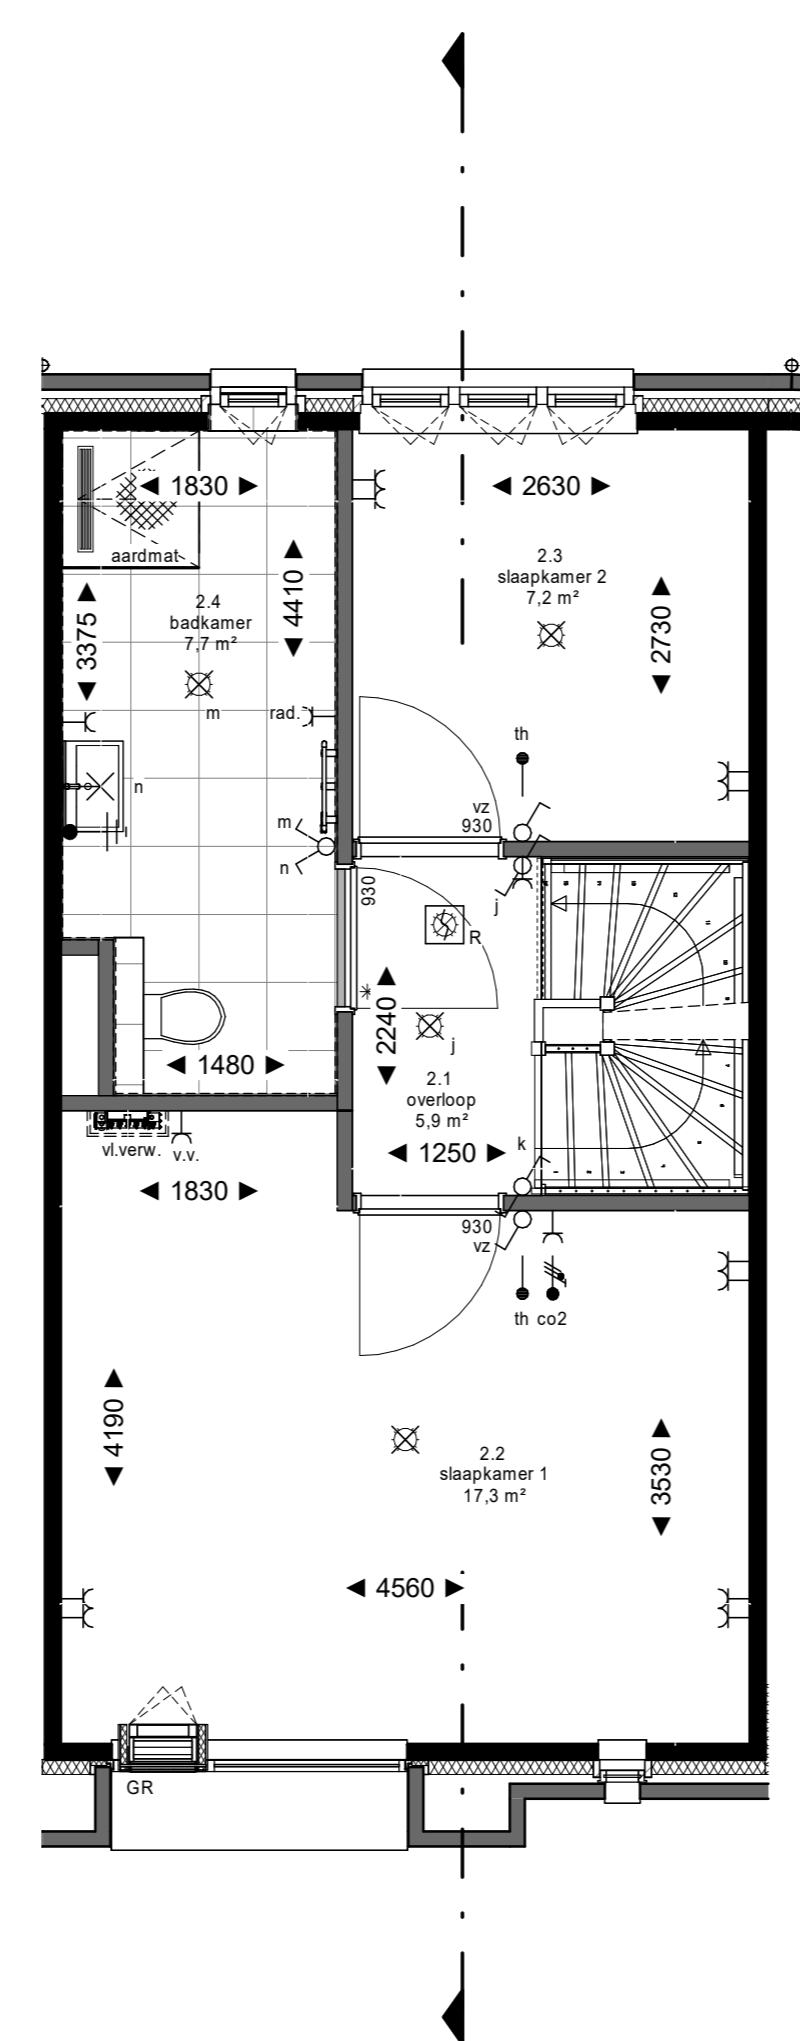 1830
2630
aardmat
2.3
slaapkamer 2
7,2 m²
4410
3375
2.4
badkamer
7,7 m²
2730
m
rad.
th
n
vz
930
m
n
930
j
R
2240
j
2.1
overloop
5,9 m²
1480
1250
k
vl.verw.
v.v.
1830
930
vz
th co2
4190
2.2
slaapkamer 1
17,3 m²
3530
4560
GR